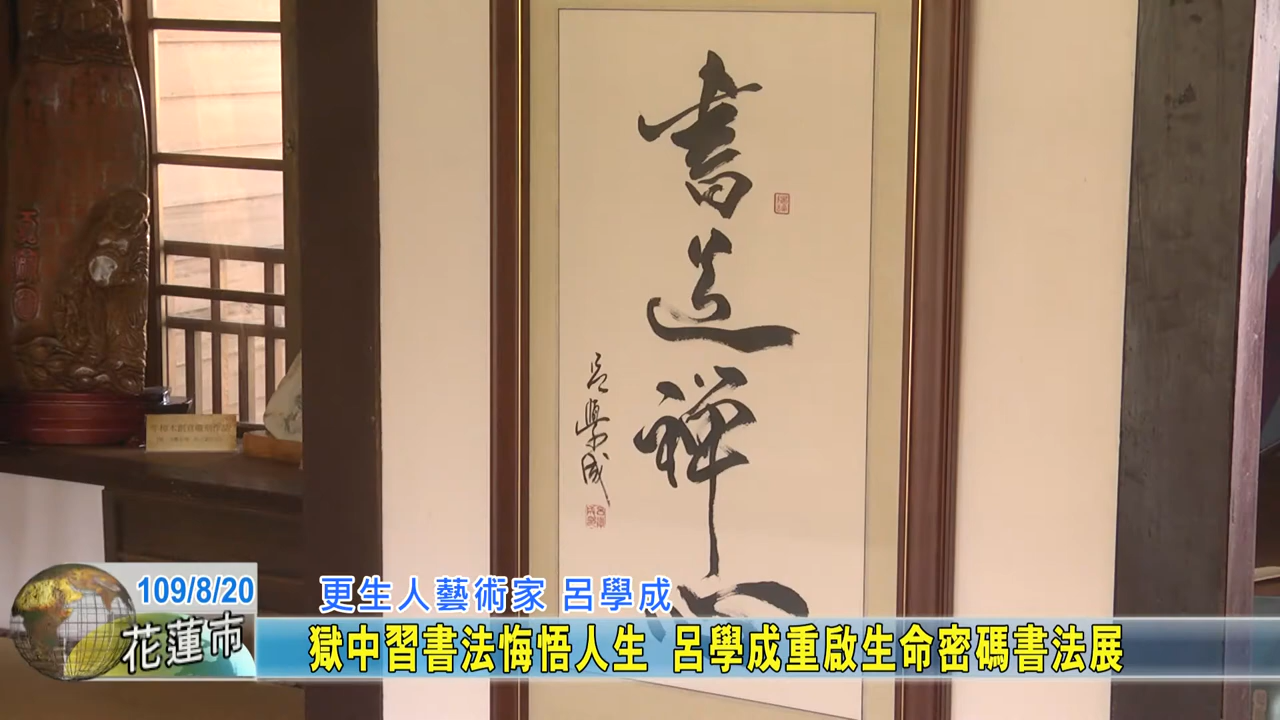 書道禪心
呂學成
109/8/20
花蓮市
更生人藝術家 呂學成
獄中習書法悔悟人生 呂學成重啟生命密碼書法展